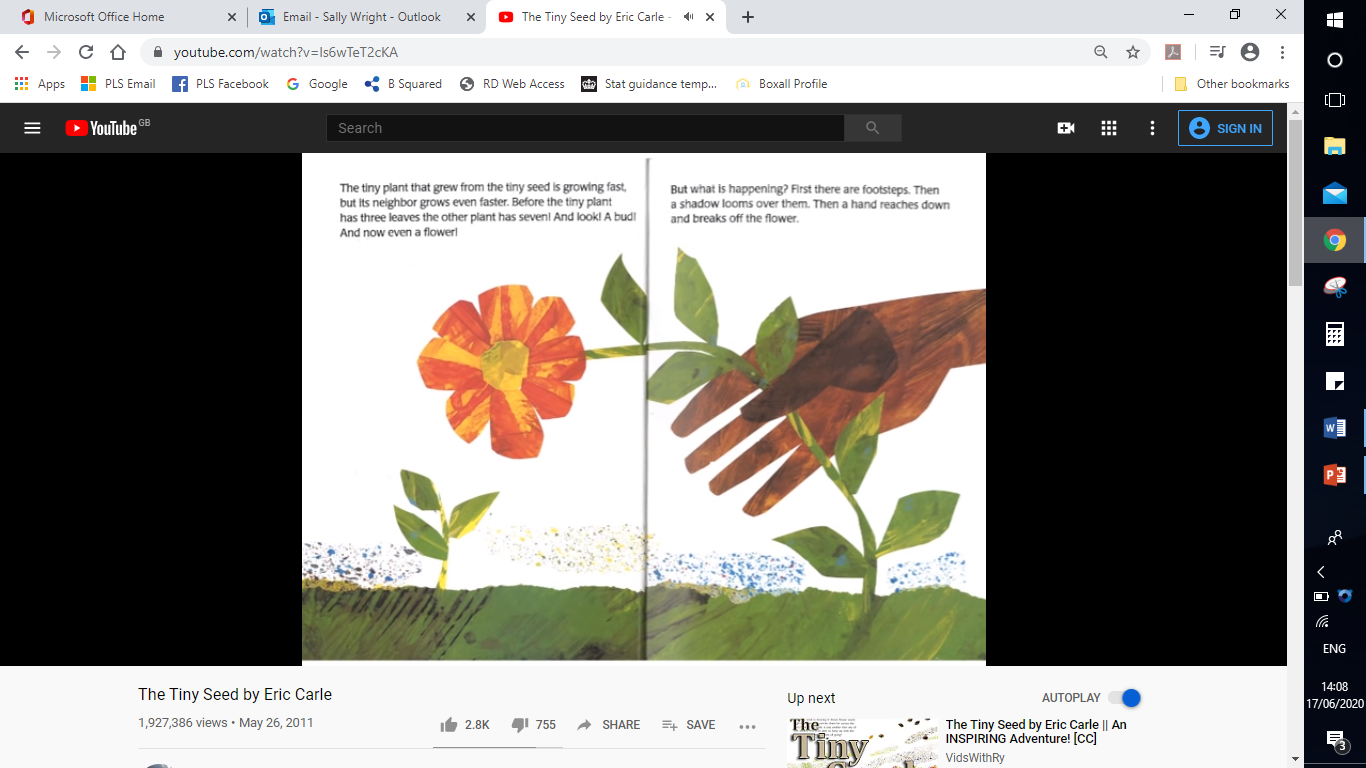 Microsoft Office Home
Email - Sally Wright - Outlook
The Tiny Seed by Eric Carle -
youtube.com/watch?v=ls6wTeT2cKA
Apps
PLS Email
PLS Facebook
Google
B Squared
RD Web Access
Stat guidance temp...
Boxall Profile
Other bookmarks
YouTube GB
Search
SIGN IN
The tiny plant that grew from the tiny seed is growing fast,
but its neighbor grows even faster. Before the tiny plant
has three leaves the other plant has seven! And look! A bud!
And now even a flower!
But what is happening? First there are footsteps. Then
a shadow looms over them. Then a hand reaches down
and breaks off the flower.
The Tiny Seed by Eric Carle
1,927,386 views • May 26, 2011
2.8K
755
SHARE
SAVE
Up next
AUTOPLAY
The
Tiny
The Tiny Seed by Eric Carle || An
INSPIRING Adventure! [CC]
VidsWithRy
ENG
14:08
17/06/2020
3